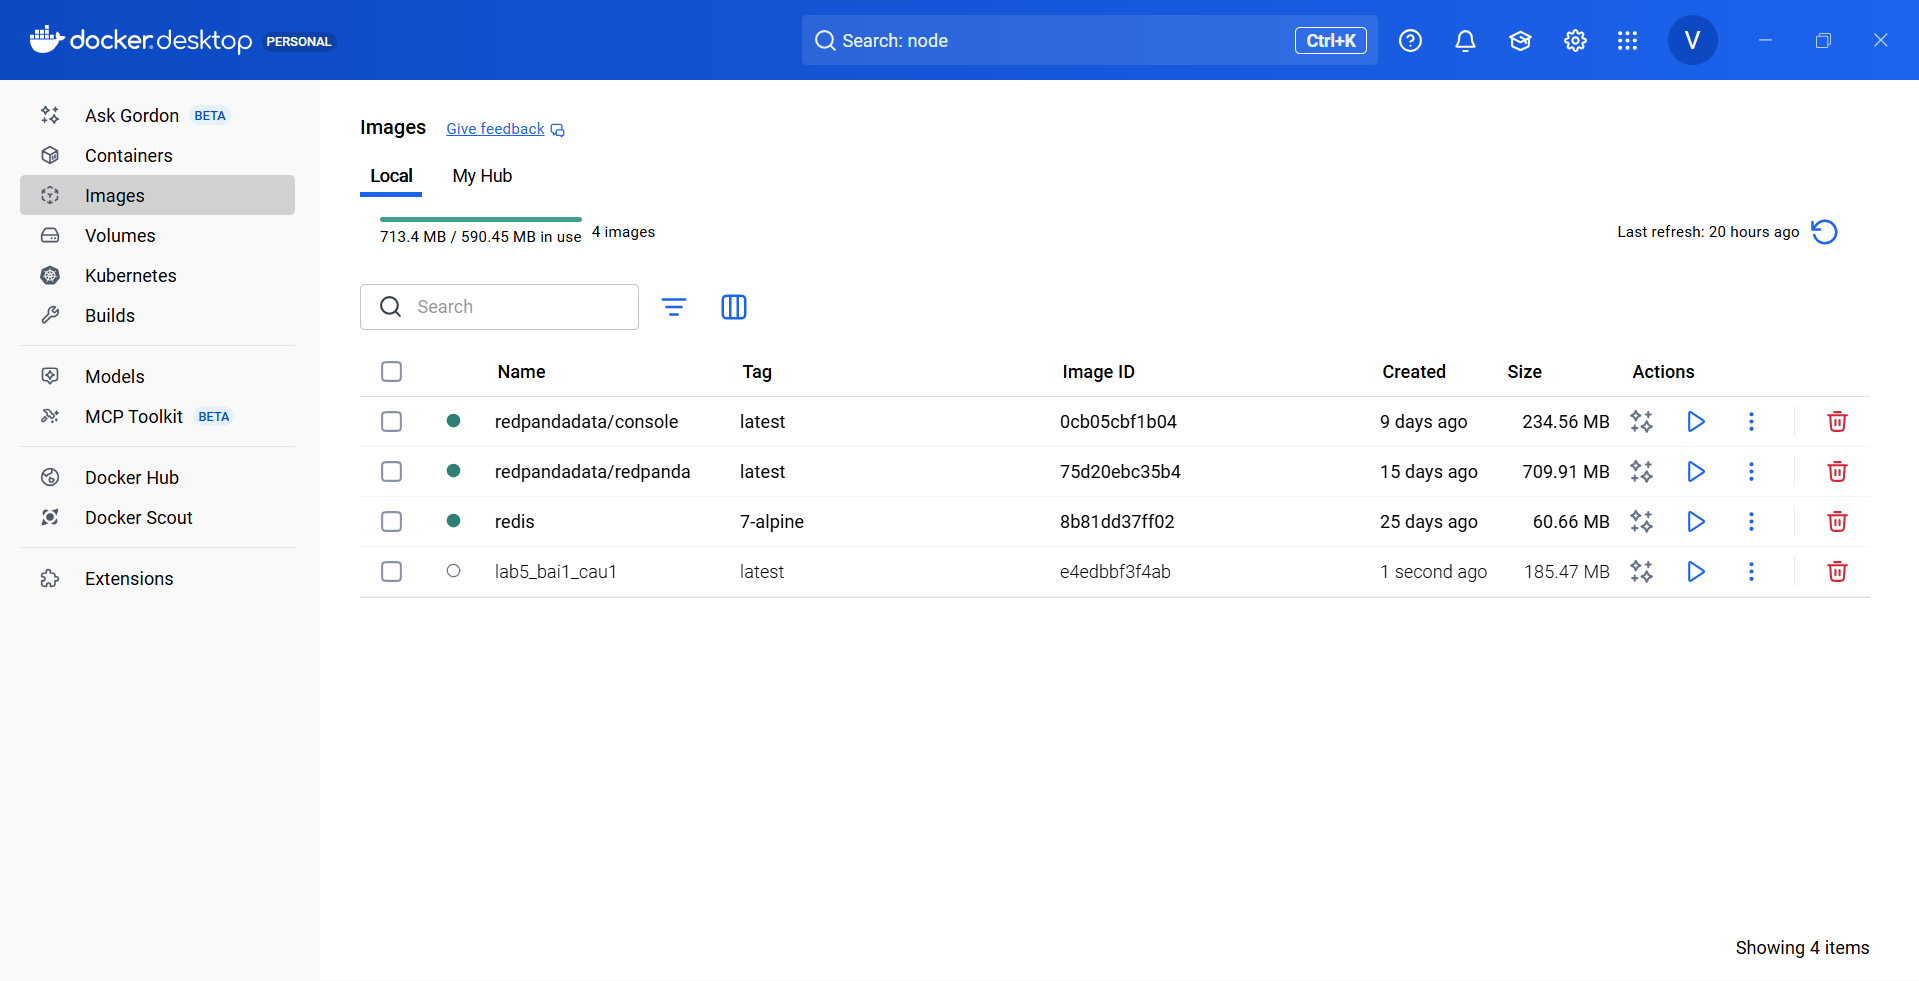 docker.desktop PERSONAL
Search: node
Ctrl+K
V
Ask Gordon BETA
Containers
Images
Volumes
Kubernetes
Builds
Models
MCP Toolkit BETA
Docker Hub
Docker Scout
Extensions
Images Give feedback
Local My Hub
713.4 MB / 590.45 MB in use 4 images
Last refresh: 20 hours ago
Search
Name Tag Image ID Created Size Actions
redpandadata/console latest 0cb05cbf1b04 9 days ago 234.56 MB
redpandadata/redpanda latest 75d20ebc35b4 15 days ago 709.91 MB
redis 7-alpine 8b81dd37ff02 25 days ago 60.66 MB
lab5_bai1_cau1 latest e4edbbf3f4ab 1 second ago 185.47 MB
Showing 4 items